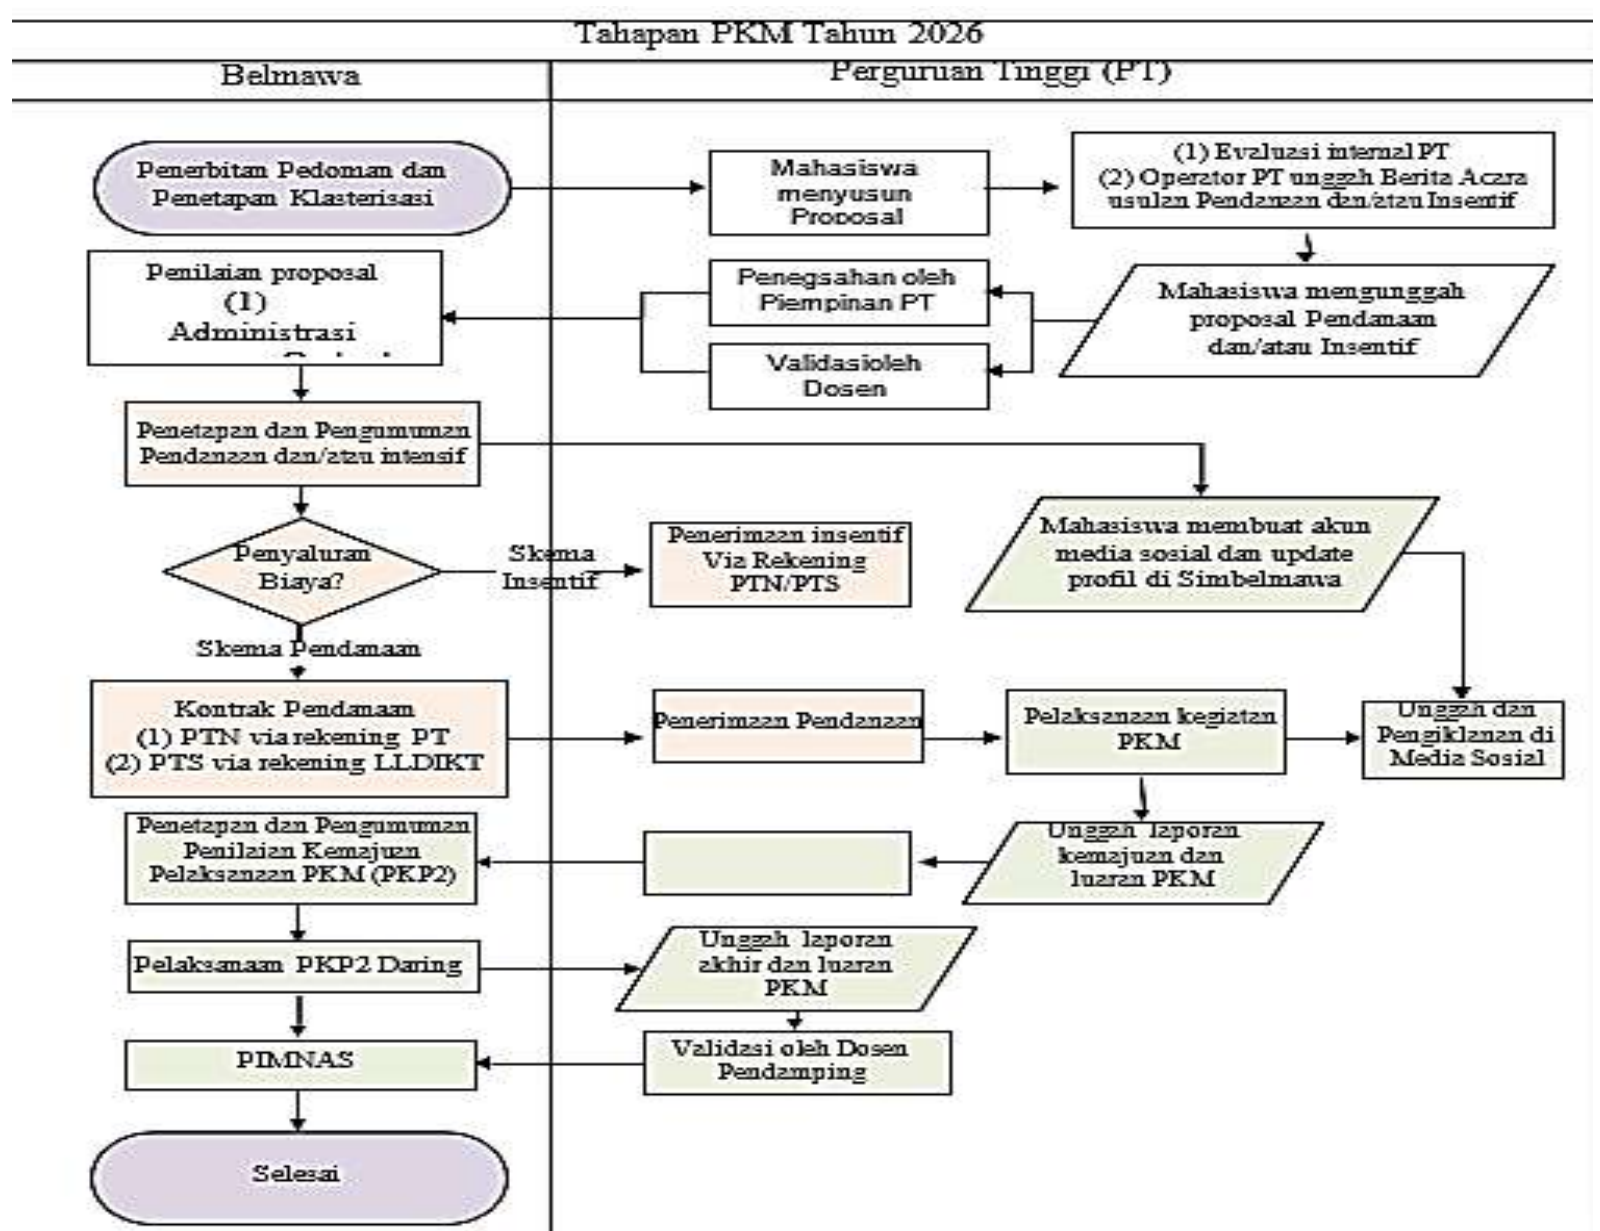 Tahapan PKM Tahun 2026
Belmawa
Perguruan Tinggi (PT)
Penerbitan Pedoman dan
Penetapan Klasterisasi
Mahasiswa
menyusun
Proposal
(1) Evaluasi internal PT
(2) Operator PT unggah Berita Acara
usulan Pendanaan dan/atau Insentif
Penilaian proposal
(1)
Administrasi
Penegsahan oleh
Piempinan PT
Validasioleh
Dosen
Mahasiswa mengunggah
proposal Pendanaan
dan/atau Insentif
Penetapan dan Pengumuman
Pendanaan dan/atau intensif
Penyaluran
Biaya?
Skema
Insentif
Penerimaan insentif
Via Rekening
PTN/PTS
Mahasiswa membuat akun
media sosial dan update
profil di Simbelmawa
Skema Pendanaan
Kontrak Pendanaan
(1) PTN via rekening PT
(2) PTS via rekening LLDIKT
Penerimaan Pendanaan
Pelaksanaan kegiatan
PKM
Unggah dan
Pengiklanan di
Media Sosial
Penetapan dan Pengumuman
Penilaian Kemajuan
Pelaksanaan PKM (PKP2)
Unggah laporan
kemajuan dan
luaran PKM
Pelaksanaan PKP2 Daring
Unggah laporan
akhir dan luaran
PKM
PIMNAS
Validasi oleh Dosen
Pendamping
Selesai